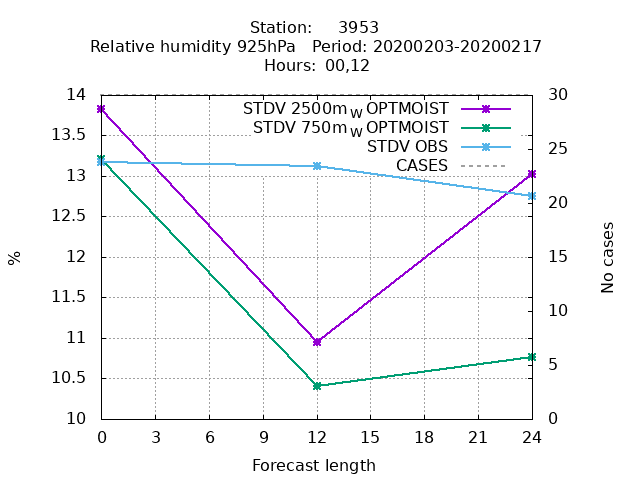 Station: 3953
Relative humidity 925hPa Period: 20200203-20200217
Hours: 00,12
STDV 2500m W OPTMOIST
STDV 750m W OPTMOIST
STDV OBS
CASES
14
13.5
13
12.5
12
11.5
11
10.5
10
%
30
25
20
15
10
5
0
No cases
0 3 6 9 12 15 18 21 24
Forecast length